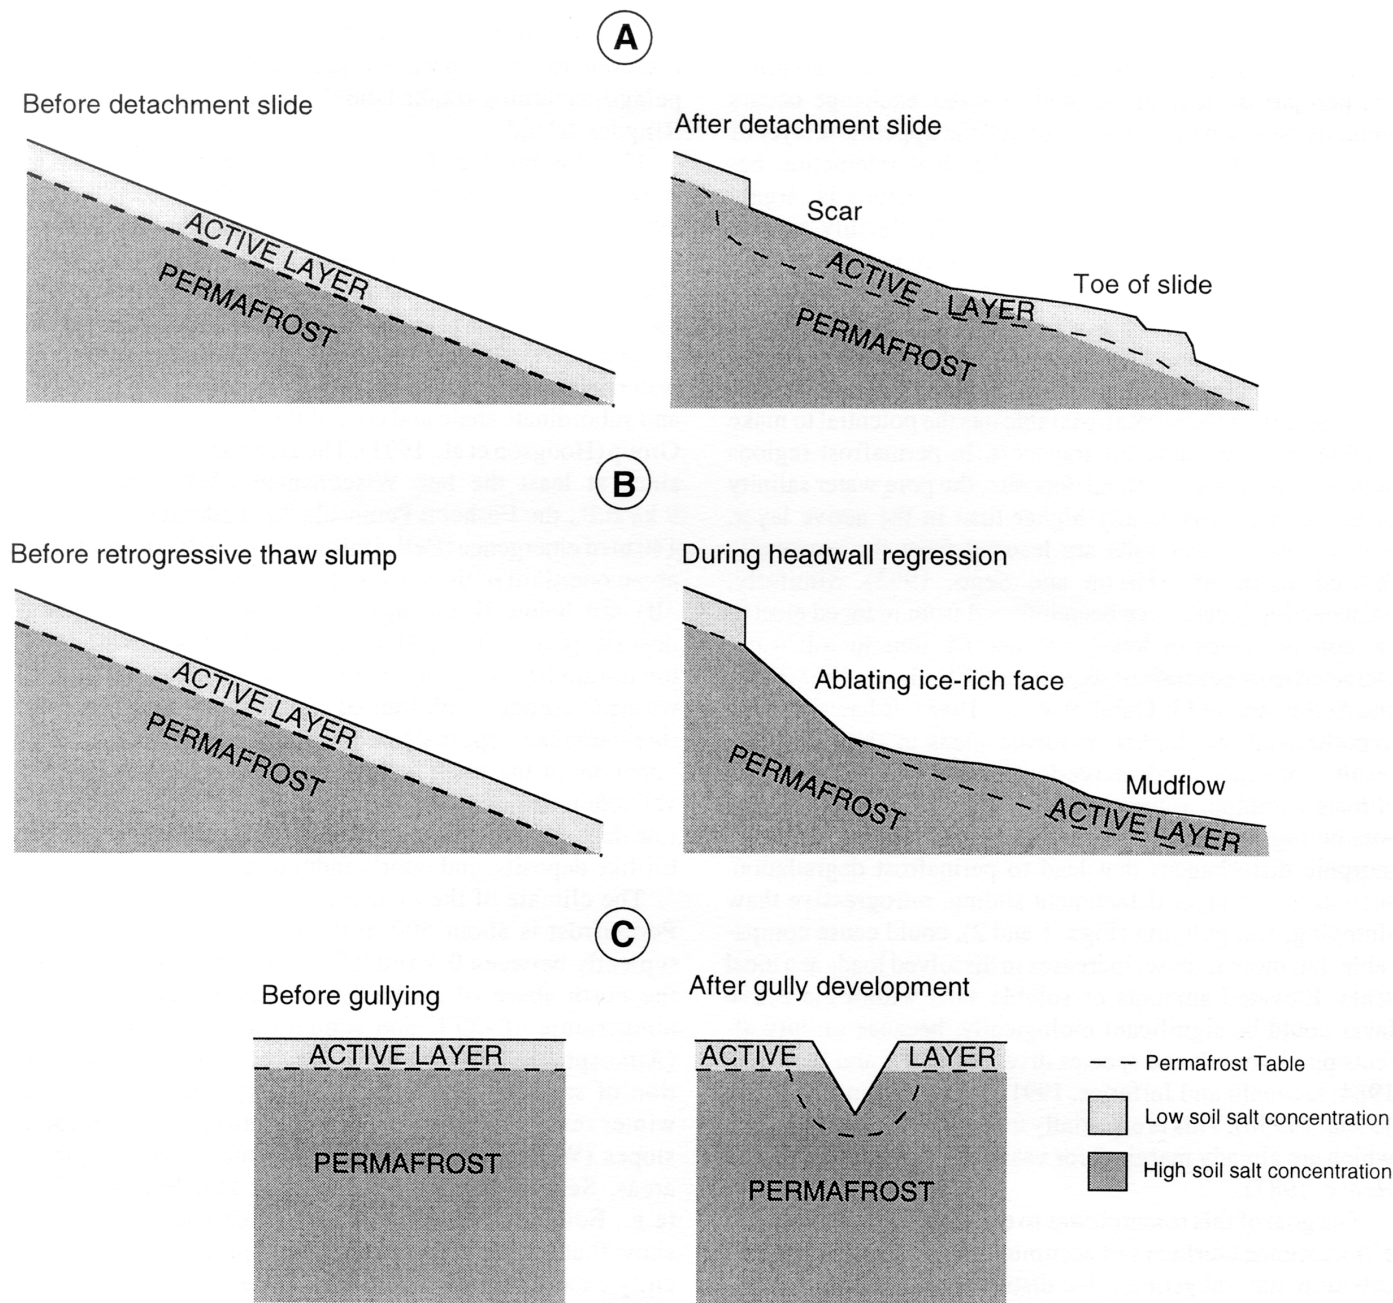 A
Before detachment slide
After detachment slide
ACTIVE LAYER
PERMAFROST
Scar
Toe of slide
ACTIVE LAYER
PERMAFROST
B
Before retrogressive thaw slump
During headwall regression
ACTIVE LAYER
PERMAFROST
Ablating ice-rich face
Mudflow
PERMAFROST
ACTIVE LAYER
C
Before gullying
After gully development
ACTIVE LAYER
PERMAFROST
ACTIVE LAYER
PERMAFROST
Permafrost Table
Low soil salt concentration
High soil salt concentration